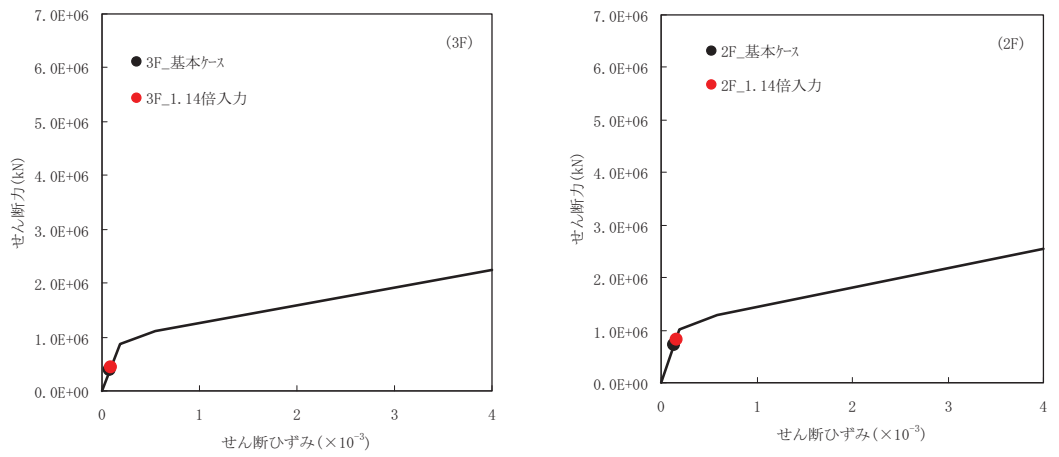 7.0E+06
(3F)
6.0E+06
3F_基本ケース
3F_1.14倍入力
5.0E+06
4.0E+06
3.0E+06
2.0E+06
1.0E+06
0.0E+00
せん断力(kN)
0 1 2 3 4
せん断ひずみ(×10⁻³)
7.0E+06
(2F)
6.0E+06
2F_基本ケース
2F_1.14倍入力
5.0E+06
4.0E+06
3.0E+06
2.0E+06
1.0E+06
0.0E+00
せん断力(kN)
0 1 2 3 4
せん断ひずみ(×10⁻³)